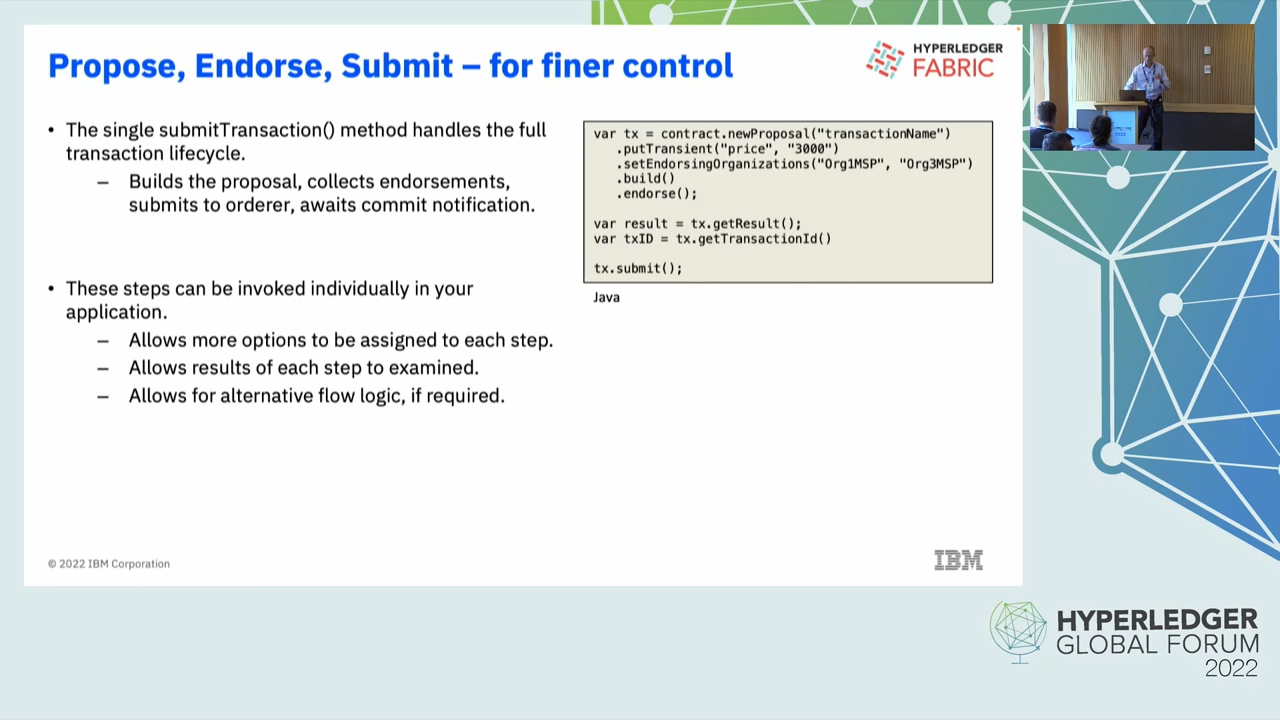 Propose, Endorse, Submit – for finer control
HYPERLEDGER
FABRIC
• The single submitTransaction() method handles the full
transaction lifecycle.
– Builds the proposal, collects endorsements,
submits to orderer, awaits commit notification.
• These steps can be invoked individually in your
application.
– Allows more options to be assigned to each step.
– Allows results of each step to examined.
– Allows for alternative flow logic, if required.
var tx = contract.newProposal("transactionName")
.putTransient("price", "3000")
.setEndorsingOrganizations("Org1MSP", "Org3MSP")
.build()
.endorse();
var result = tx.getResult();
var txID = tx.getTransactionId()
tx.submit();
Java
© 2022 IBM Corporation
IBM
HYPERLEDGER
GLOBAL FORUM
2022